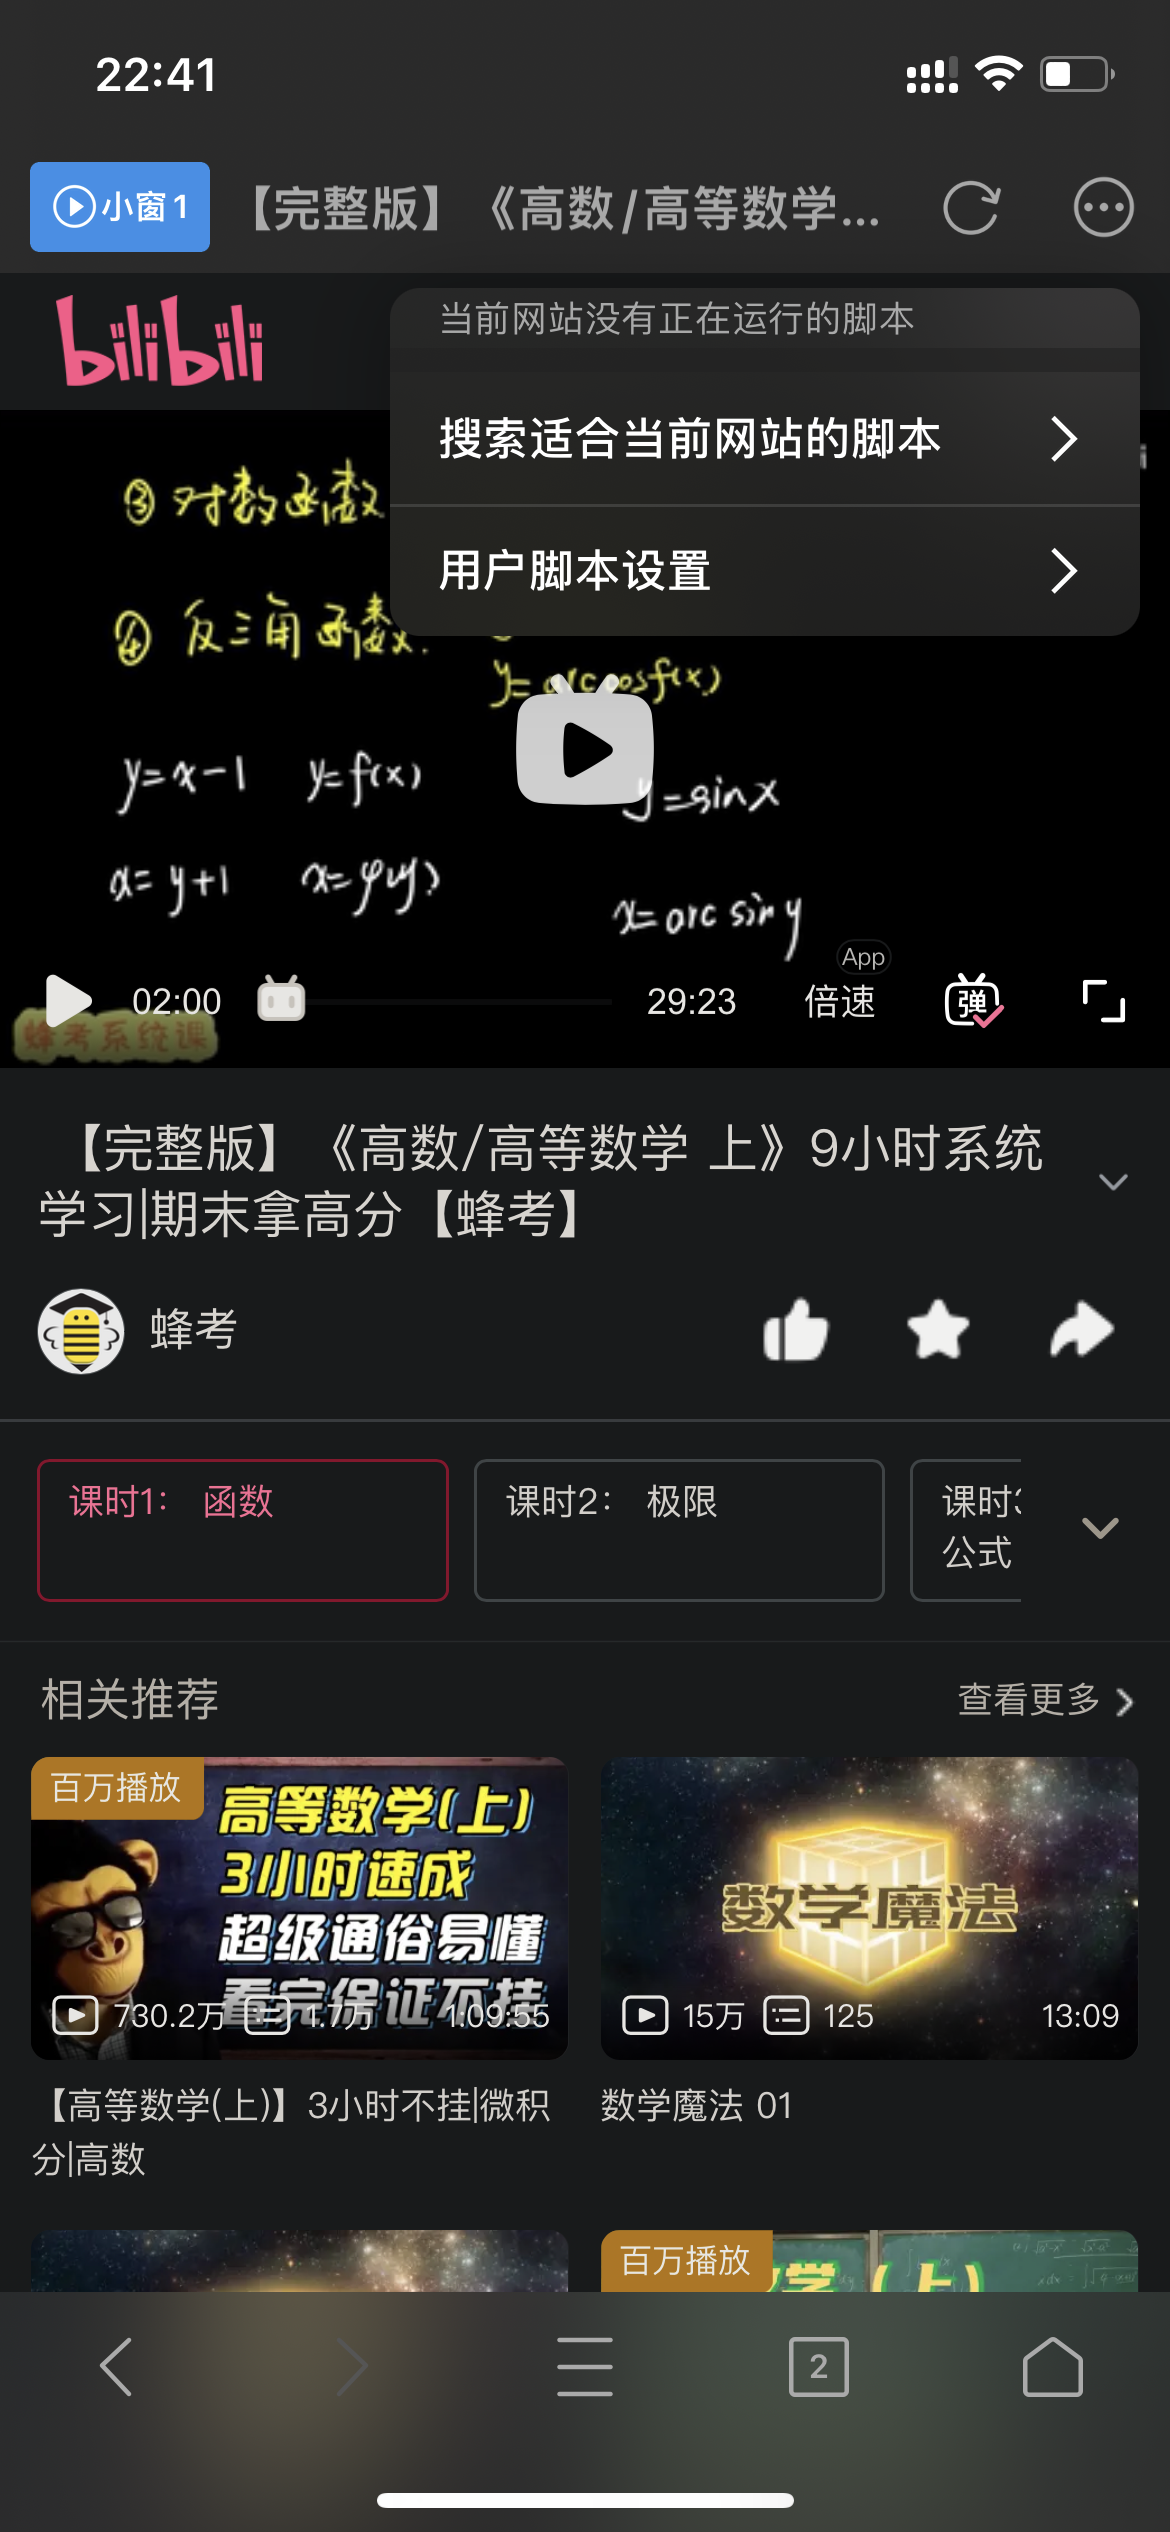 22:41
小窗1
【完整版】《高数/高等数学...
bilibili
当前网站没有正在运行的脚本
搜索适合当前网站的脚本
用户脚本设置
③ 对数函数
④ 反三角函数.
y=arccosf(x)
y=x-1 y=f(x)
y=sinx
x=y+1 x=φ(y)
x=arc sin y
App
02:00
29:23
倍速
弹
蜂考系统课
【完整版】《高数/高等数学 上》9小时系统
学习|期末拿高分【蜂考】
蜂考
课时1： 函数
课时2： 极限
课时3
公式
相关推荐
查看更多
百万播放
高等数学(上)
3小时速成
超级通俗易懂
看完保证不挂
730.2万 1.7万 1:09:55
数学魔法
15万 125 13:09
【高等数学(上)】3小时不挂|微积
分|高数
数学魔法 01
百万播放
学(上)
2